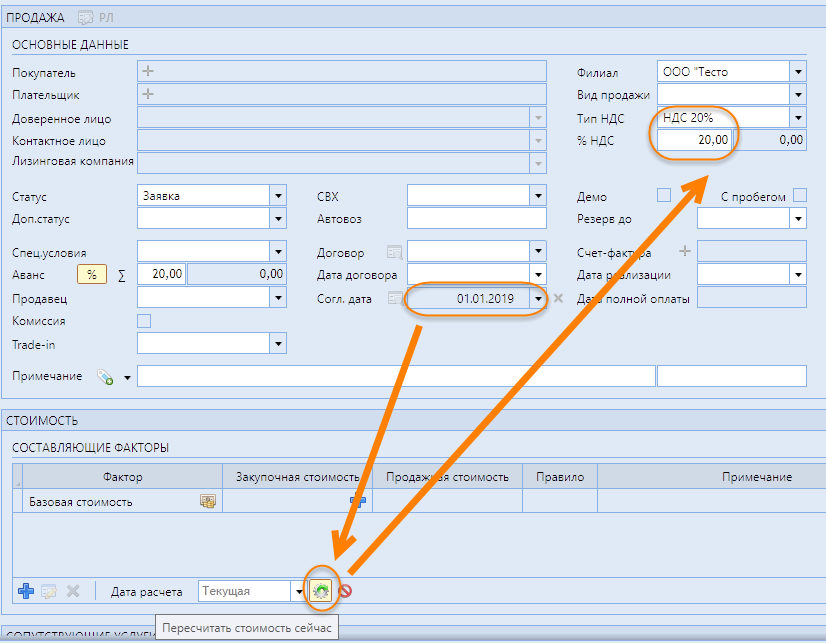 ПРОДАЖА РЛ
ОСНОВНЫЕ ДАННЫЕ
Покупатель
Плательщик
Доверенное лицо
Контактное лицо
Лизинговая компания
Филиал ООО "Тесто
Вид продажи
Тип НДС НДС 20%
% НДС 20,00 0,00
Статус Заявка
Доп.статус
СВХ
Автовоз
Демо С пробегом
Резерв до
Спец.условия
Аванс % Σ 20,00 0,00
Продавец
Комиссия
Trade-in
Договор
Дата договора
Согл. дата 01.01.2019
Счет-фактура
Дата реализации
Дата полной оплаты
Примечание
СТОИМОСТЬ
СОСТАВЛЯЮЩИЕ ФАКТОРЫ
Фактор Закупочная стоимость Продажная стоимость Правило Примечание
Базовая стоимость
Дата расчета Текущая
Пересчитать стоимость сейчас
СОПУТСТВУЮЩИЕ УСЛУГИ